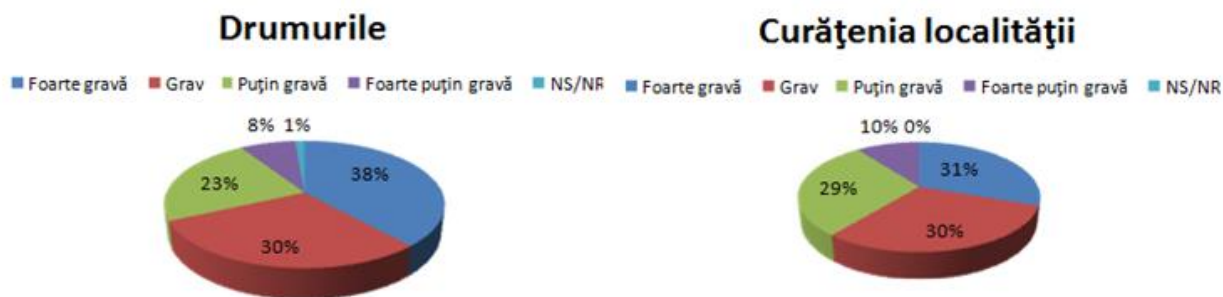 Drumurile
Foarte gravă Grav Puţin gravă Foarte puţin gravă NS/NR
8% 1%
38%
23%
30%
Curăţenia localităţii
Foarte gravă Grav Puţin gravă Foarte puţin gravă NS/NR
10% 0%
31%
29%
30%